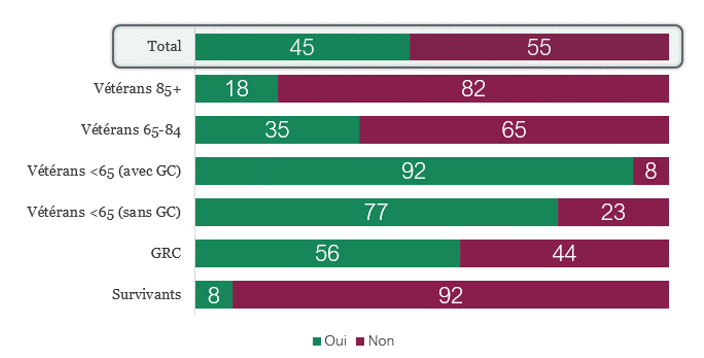 Total 45 55
Vétérans 85+ 18 82
Vétérans 65-84 35 65
Vétérans <65 (avec GC) 92 8
Vétérans <65 (sans GC) 77 23
GRC 56 44
Survivants 8 92
Oui Non